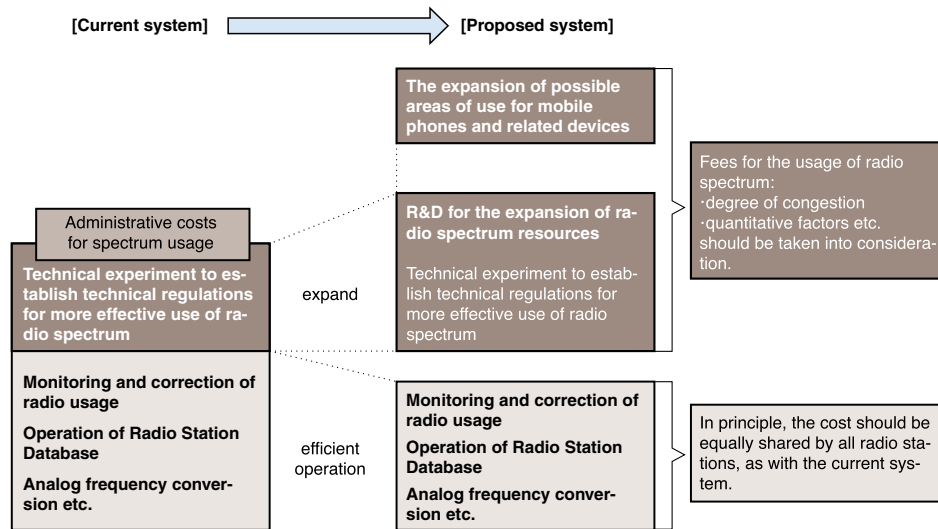 [Current system]
[Proposed system]
Administrative costs
for spectrum usage
Technical experiment to es-
tablish technical regulations
for more effective use of ra-
dio spectrum
Monitoring and correction of
radio usage
Operation of Radio Station
Database
Analog frequency conver-
sion etc.
expand
efficient
operation
The expansion of possible
areas of use for mobile
phones and related devices
R&D for the expansion of ra-
dio spectrum resources
Technical experiment to estab-
lish technical regulations for
more effective use of radio
spectrum
Monitoring and correction of
radio usage
Operation of Radio Station
Database
Analog frequency conver-
sion etc.
Fees for the usage of radio
spectrum:
·degree of congestion
·quantitative factors etc.
should be taken into considera-
tion.
In principle, the cost should be
equally shared by all radio sta-
tions, as with the current sys-
tem.